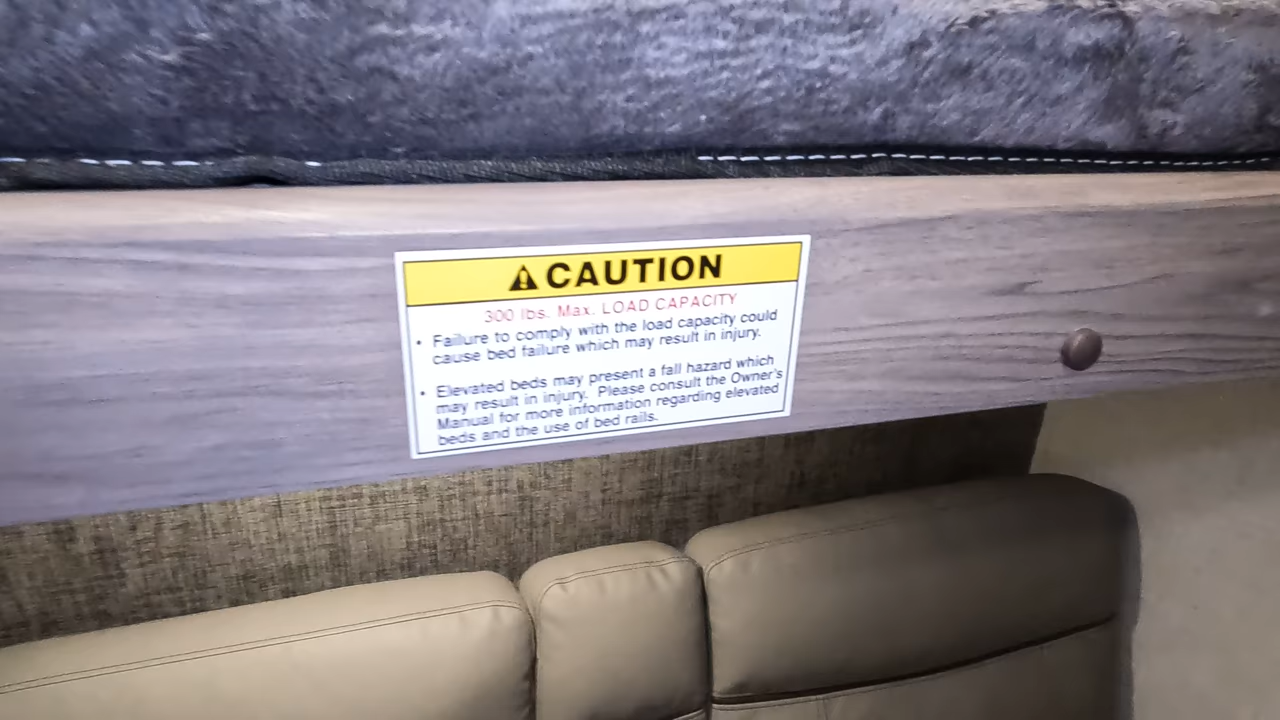 CAUTION
300 lbs. Max. LOAD CAPACITY
• Failure to comply with the load capacity could
cause bed failure which may result in injury.
• Elevated beds may present a fall hazard which
may result in injury. Please consult the Owner's
Manual for more information regarding elevated
beds and the use of bed rails.